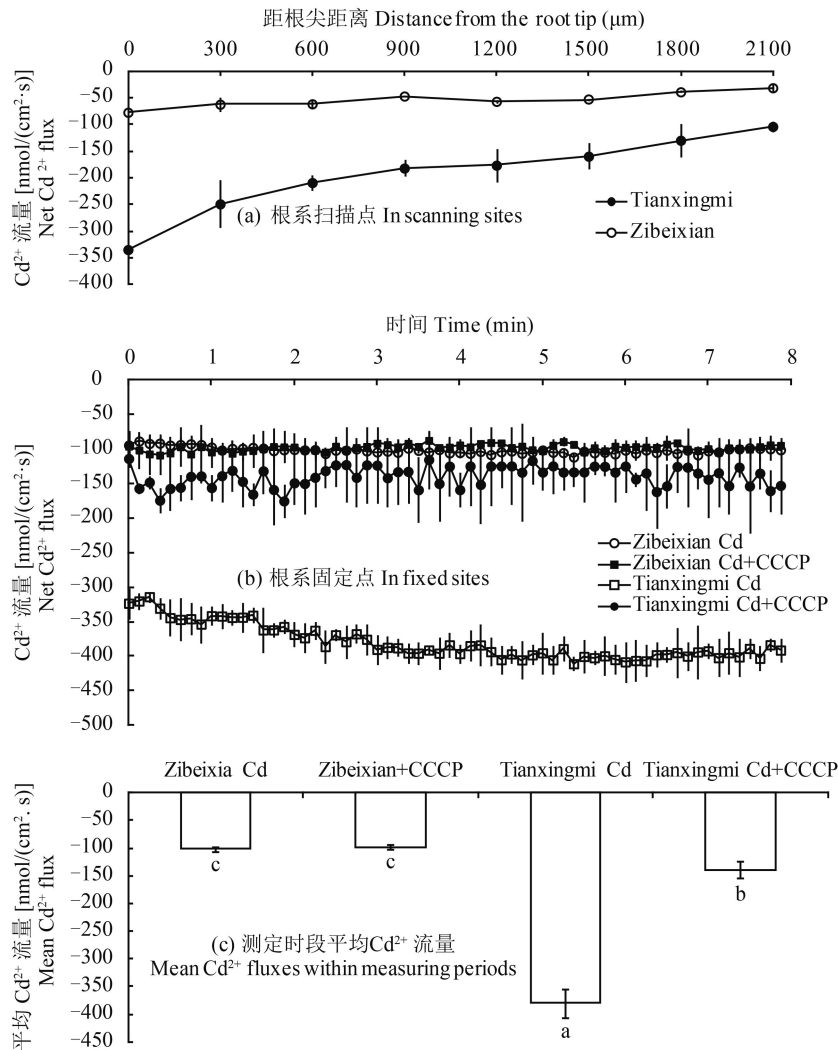 距根尖距离 Distance from the root tip (μm)
0 300 600 900 1200 1500 1800 2100
0
−50
−100
−150
−200
−250
−300
−350
−400
Cd²⁺ 流量 [nmol/(cm²·s)]
Net Cd ²⁺ flux
(a) 根系扫描点 In scanning sites
Tianxingmi
Zibeixian
时间 Time (min)
0 1 2 3 4 5 6 7 8
0
−50
−100
−150
−200
−250
−300
−350
−400
−450
−500
Cd²⁺ 流量 [nmol/(cm²·s)]
Net Cd²⁺ flux
(b) 根系固定点 In fixed sites
Zibeixian Cd
Zibeixian Cd+CCCP
Tianxingmi Cd
Tianxingmi Cd+CCCP
Zibeixia Cd Zibeixian+CCCP Tianxingmi Cd Tianxingmi Cd+CCCP
0
−50
−100
−150
−200
−250
−300
−350
−400
−450
平均 Cd²⁺ 流量 [nmol/(cm². s)]
Mean Cd²⁺ flux
c c a b
(c) 测定时段平均Cd²⁺ 流量
Mean Cd²⁺ fluxes within measuring periods